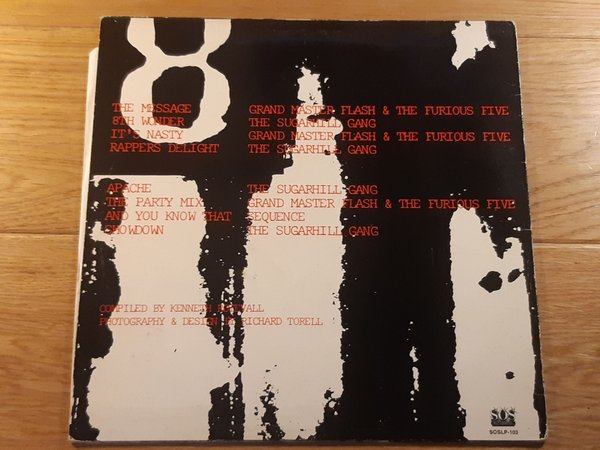 8
THE MESSAGE GRAND MASTER FLASH & THE FURIOUS FIVE
8TH WONDER THE SUGARHILL GANG
IT'S NASTY GRAND MASTER FLASH & THE FURIOUS FIVE
RAPPERS DELIGHT THE SUGARHILL GANG
APACHE THE SUGARHILL GANG
THE PARTY MIX GRAND MASTER FLASH & THE FURIOUS FIVE
AND YOU KNOW THAT SEQUENCE
SHOWDOWN THE SUGARHILL GANG
COMPILED BY KENNETH
PHOTOGRAPHY & DESIGN BY RICHARD TORELL
SOS
SOSLP-103